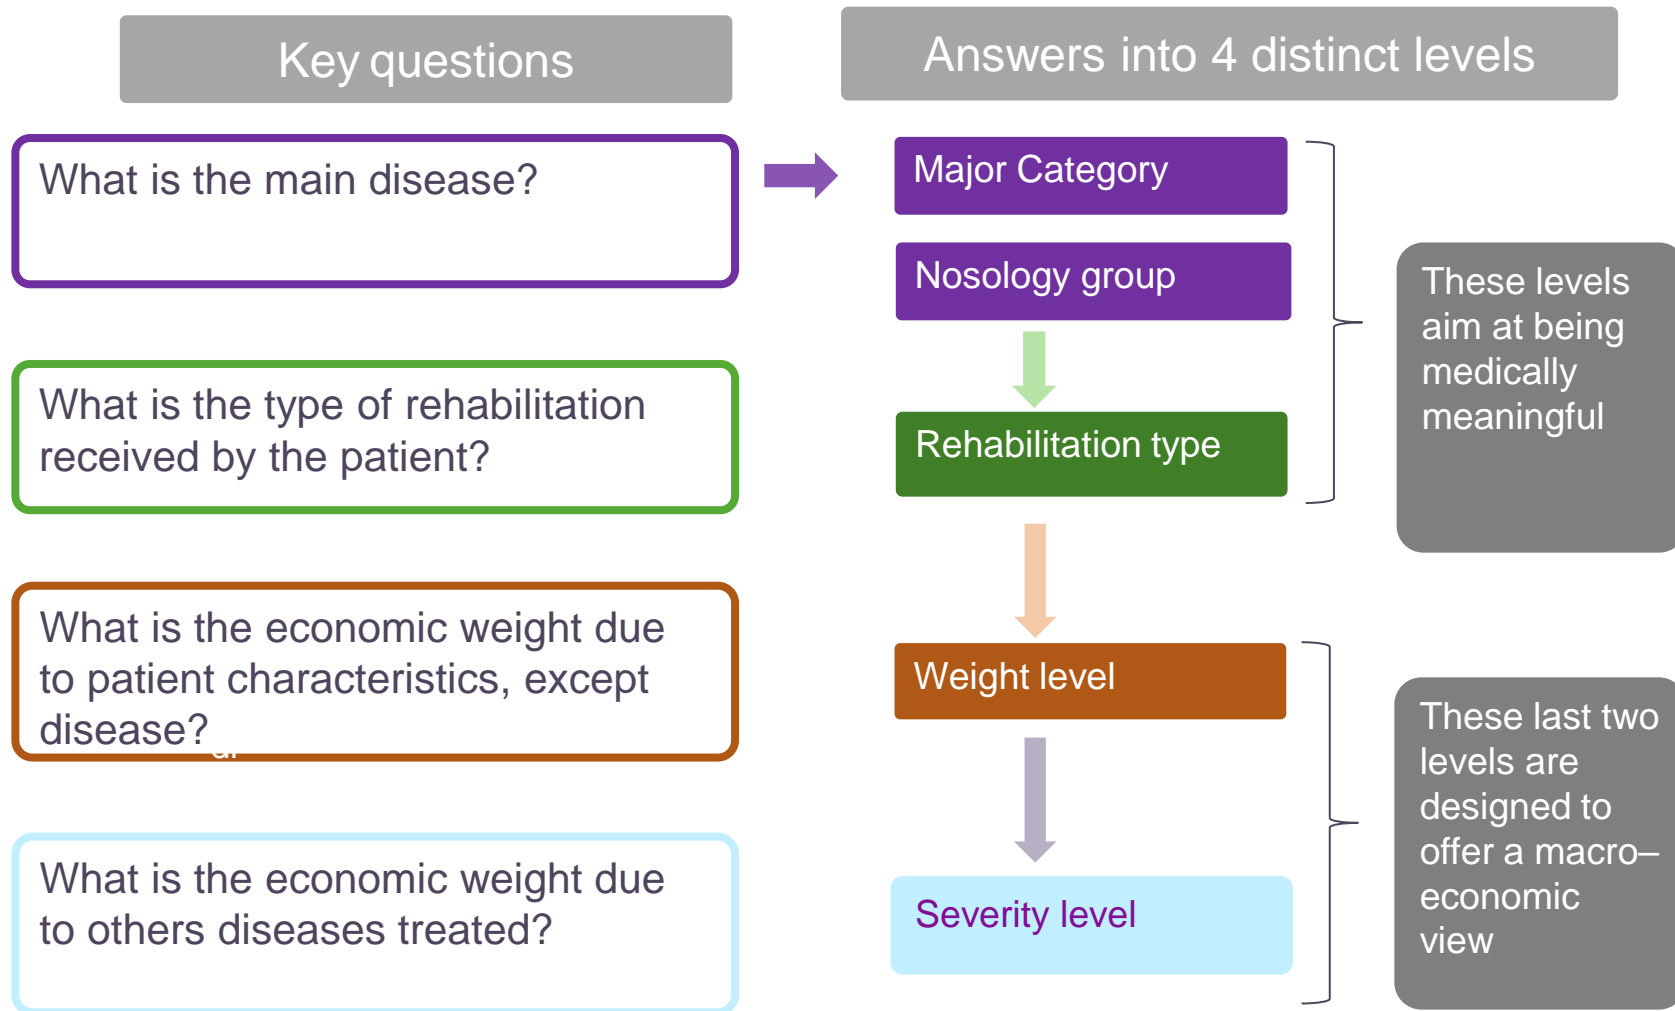 Key questions
Answers into 4 distinct levels
What is the main disease?
Major Category
Nosology group
These levels
aim at being
medically
meaningful
What is the type of rehabilitation
received by the patient?
Rehabilitation type
What is the economic weight due
to patient characteristics, except
disease?
Weight level
These last two
levels are
designed to
offer a macro–
economic
view
What is the economic weight due
to others diseases treated?
Severity level